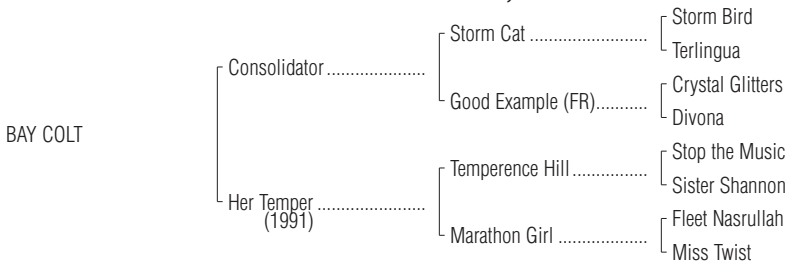 Storm Bird
Storm Cat ........................
Terlingua
Consolidator.....................
Crystal Glitters
Good Example (FR)...........
Divona
BAY COLT
Stop the Music
Temperence Hill................
Sister Shannon
Her Temper .......................
(1991)
Fleet Nasrullah
Marathon Girl ...................
Miss Twist